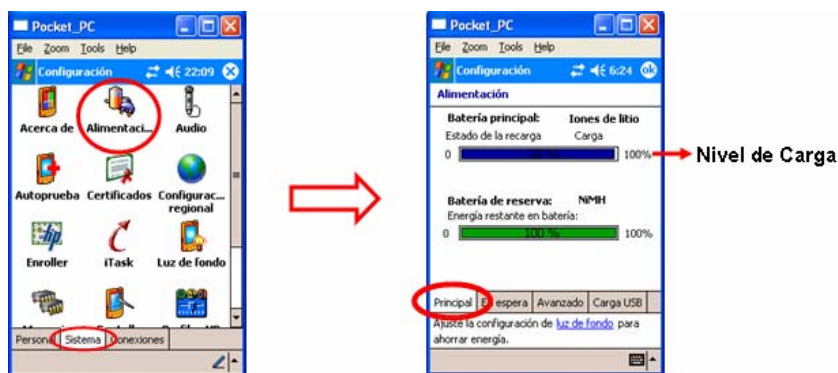 Pocket_PC
File Zoom Tools Help
Configuración 22:09
Acerca de Alimentaci... Audio
Autoprueba Certificados Configurac... regional
Enroller iTask Luz de fondo
Personal Sistema Conexiones
Pocket_PC
File Zoom Tools Help
Configuración 6:24 ok
Alimentación
Batería principal: Iones de litio
Estado de la recarga Carga
0 100%
Nivel de Carga
Batería de reserva: NiMH
Energía restante en batería:
0 100 % 100%
Principal En espera Avanzado Carga USB
Ajuste la configuración de luz de fondo para
ahorrar energía.